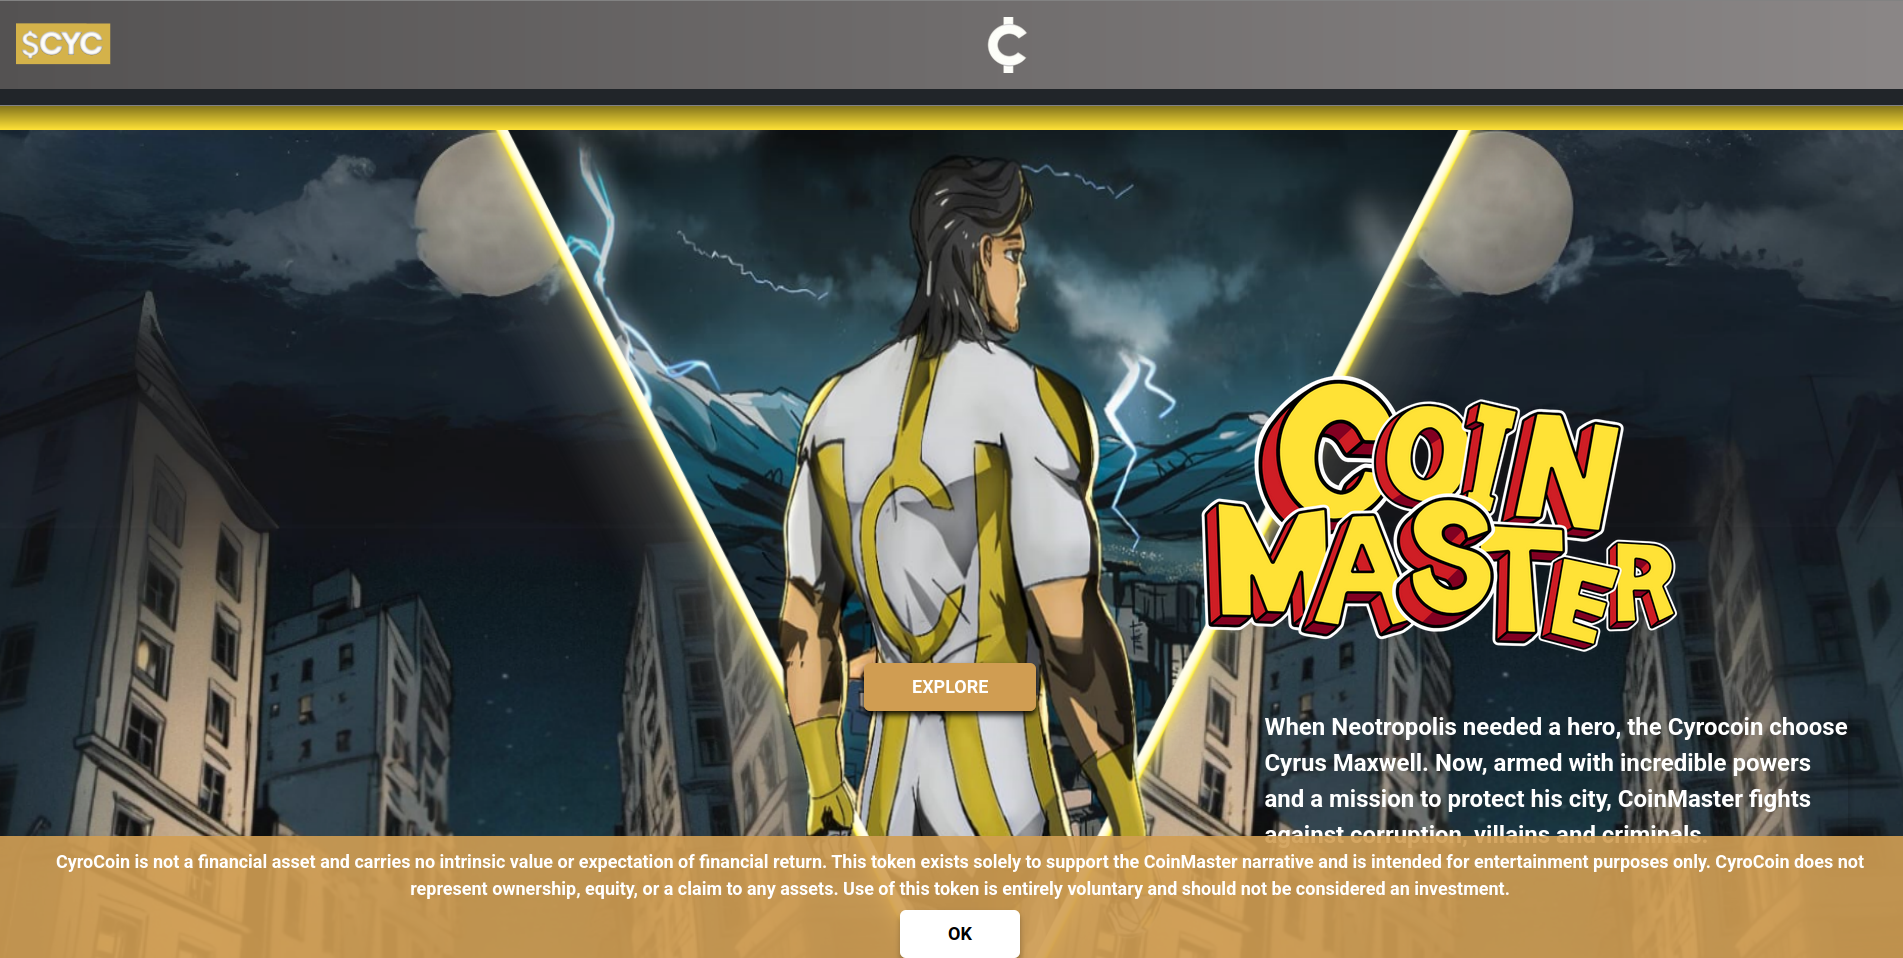 $CYC
COIN
MASTER
EXPLORE
When Neotropolis needed a hero, the Cyrocoin choose
Cyrus Maxwell. Now, armed with incredible powers
and a mission to protect his city, CoinMaster fights
against corruption, villains and criminals.
CyroCoin is not a financial asset and carries no intrinsic value or expectation of financial return. This token exists solely to support the CoinMaster narrative and is intended for entertainment purposes only. CyroCoin does not
represent ownership, equity, or a claim to any assets. Use of this token is entirely voluntary and should not be considered an investment.
OK